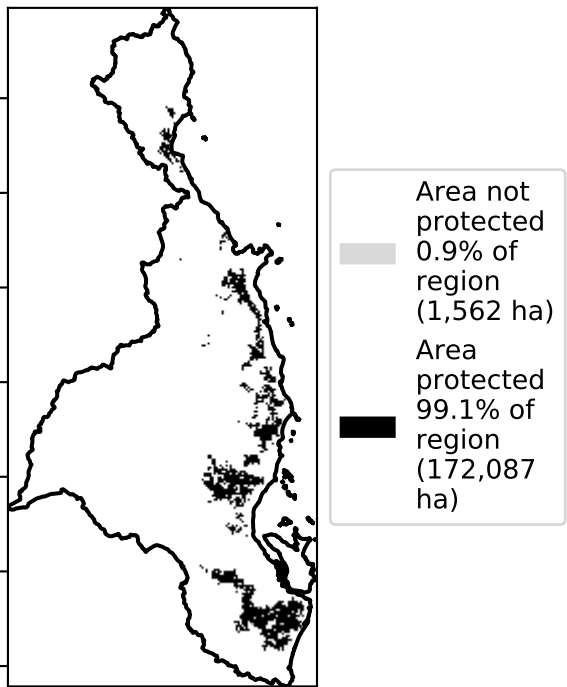 Area not
protected
0.9% of
region
(1,562 ha)
Area
protected
99.1% of
region
(172,087
ha)